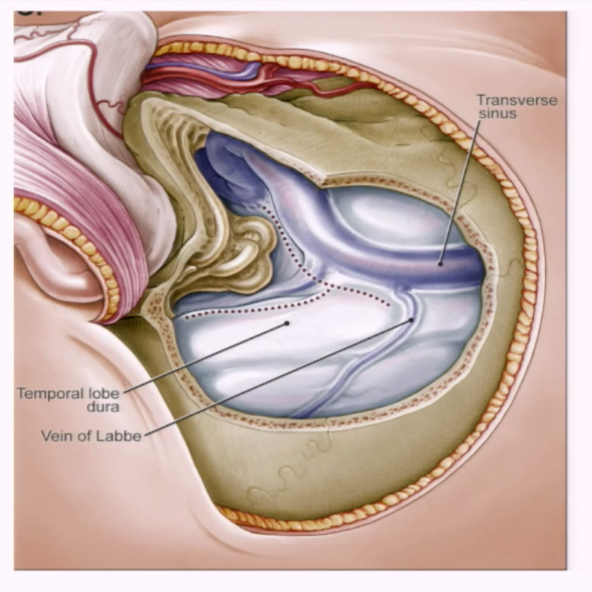 Transverse
sinus
Temporal lobe
dura
Vein of Labbe